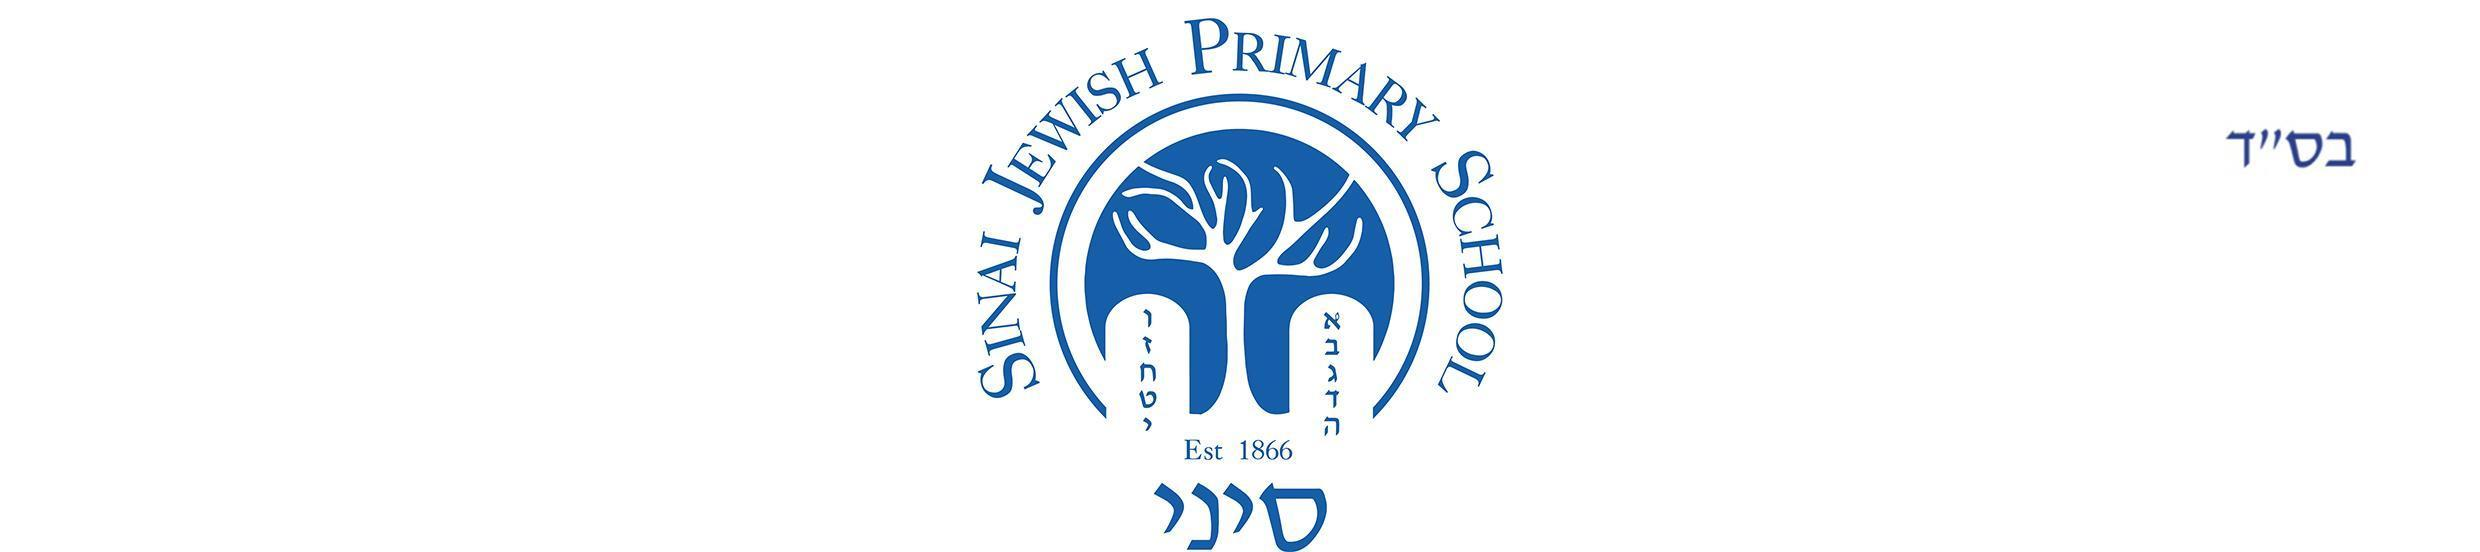 SINAI JEWISH PRIMARY SCHOOL
בס״ד
א
ב
ג
ד
ה
ו
ז
ח
ט
י
Est 1866
סיני